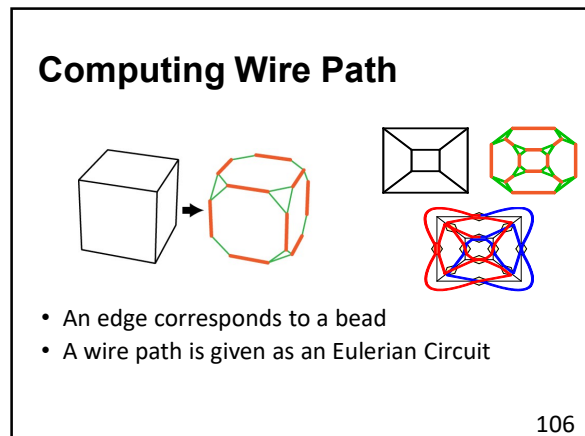 Computing Wire Path
• An edge corresponds to a bead
• A wire path is given as an Eulerian Circuit
106